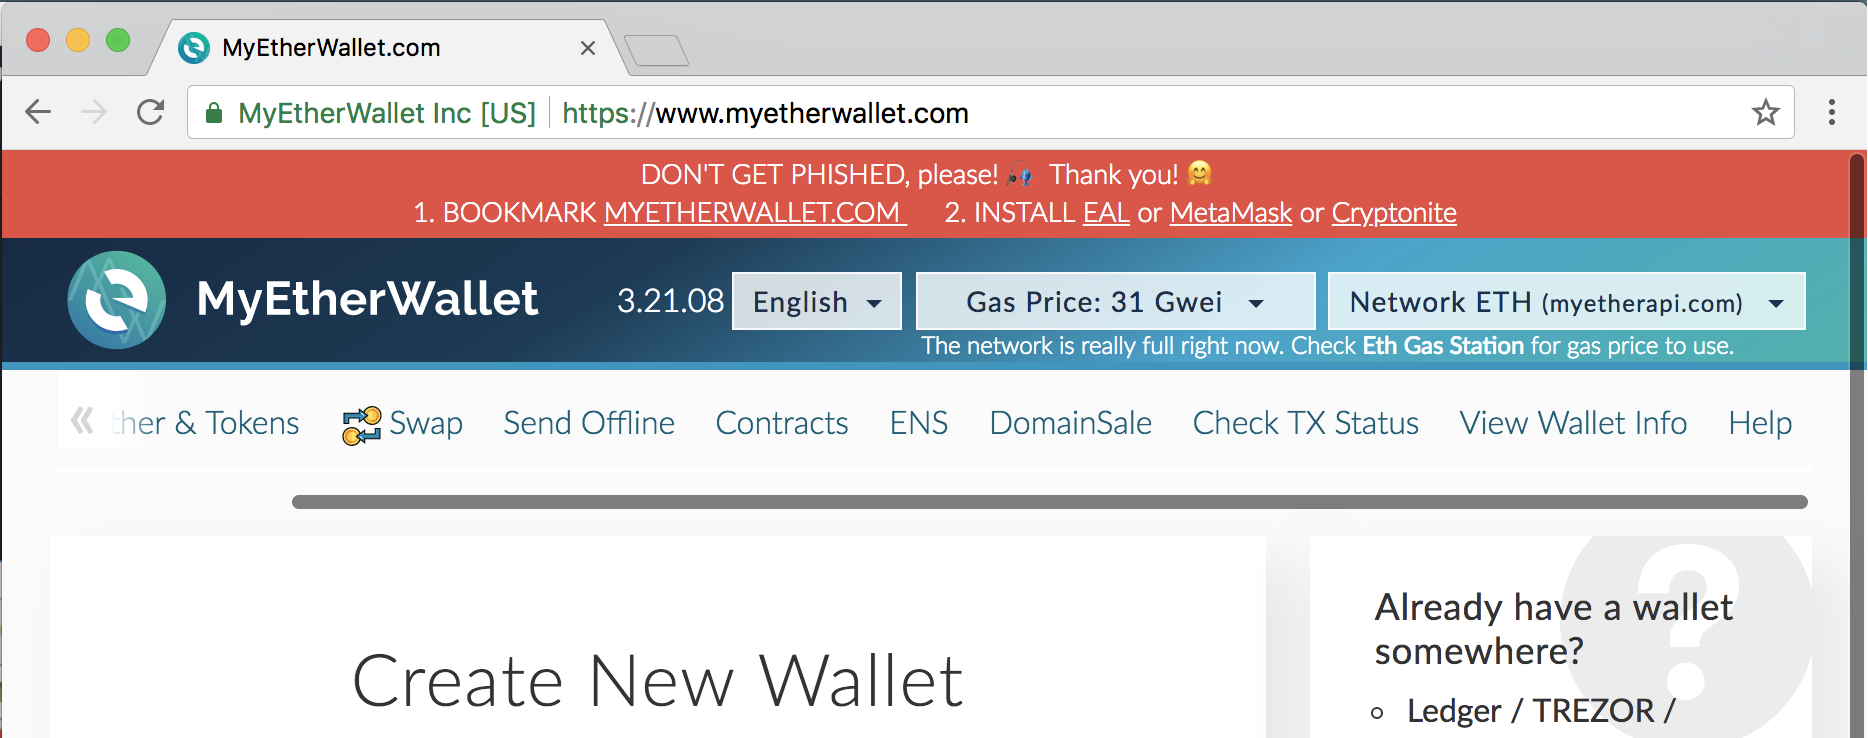 MyEtherWallet.com
MyEtherWallet Inc [US] https://www.myetherwallet.com
DON'T GET PHISHED, please! 🎣 Thank you! 🤗
1. BOOKMARK MYETHERWALLET.COM 2. INSTALL EAL or MetaMask or Cryptonite
MyEtherWallet 3.21.08 English Gas Price: 31 Gwei Network ETH (myetherapi.com)
The network is really full right now. Check Eth Gas Station for gas price to use.
« ther & Tokens Swap Send Offline Contracts ENS DomainSale Check TX Status View Wallet Info Help
Create New Wallet
Already have a wallet
somewhere?
Ledger / TREZOR /